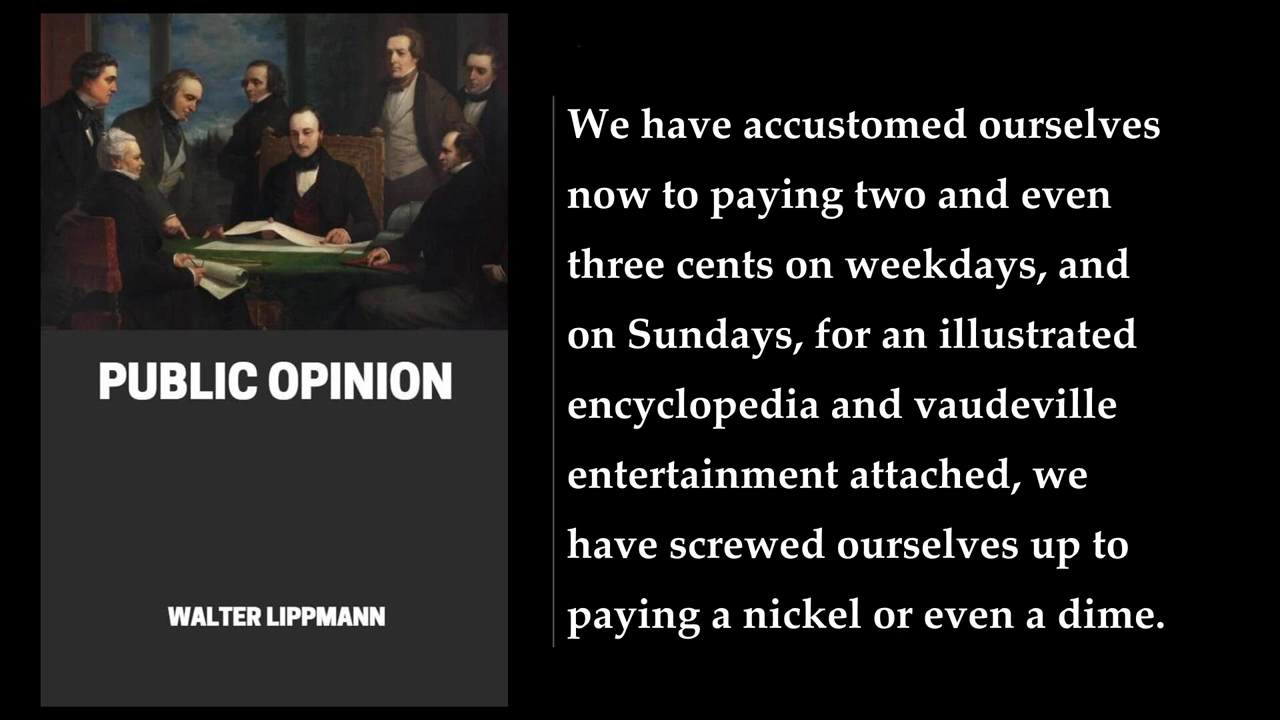 PUBLIC OPINION
WALTER LIPPMANN
We have accustomed ourselves
now to paying two and even
three cents on weekdays, and
on Sundays, for an illustrated
encyclopedia and vaudeville
entertainment attached, we
have screwed ourselves up to
paying a nickel or even a dime.